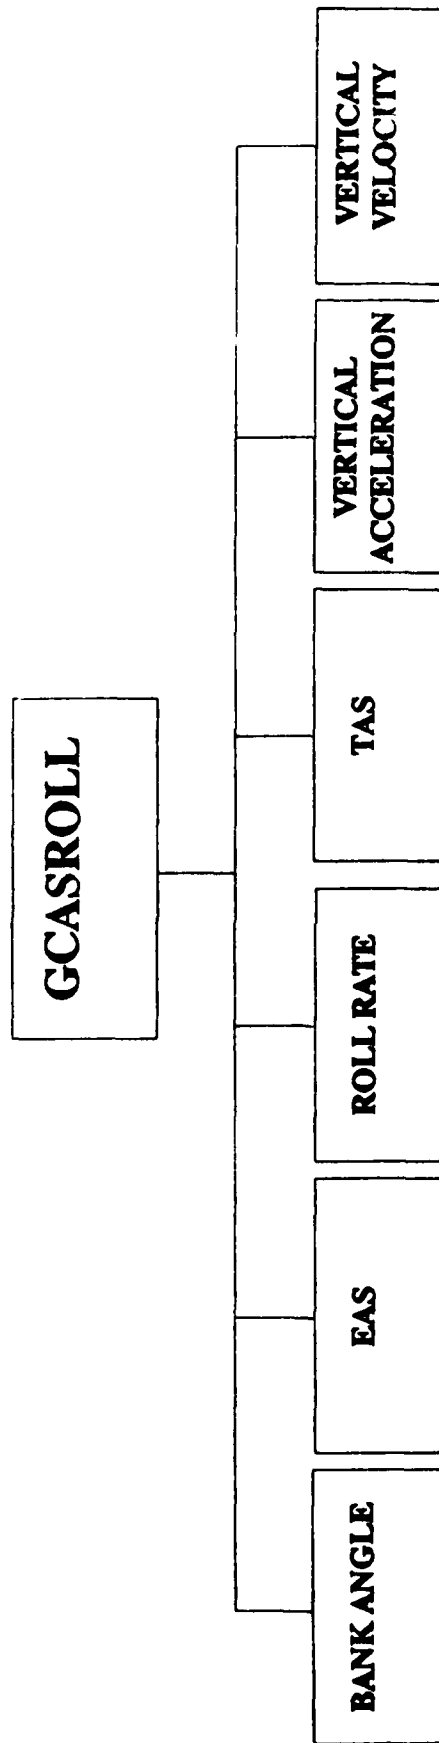 GCASROLL
BANK ANGLE
EAS
ROLL RATE
TAS
VERTICAL
ACCELERATION
VERTICAL
VELOCITY